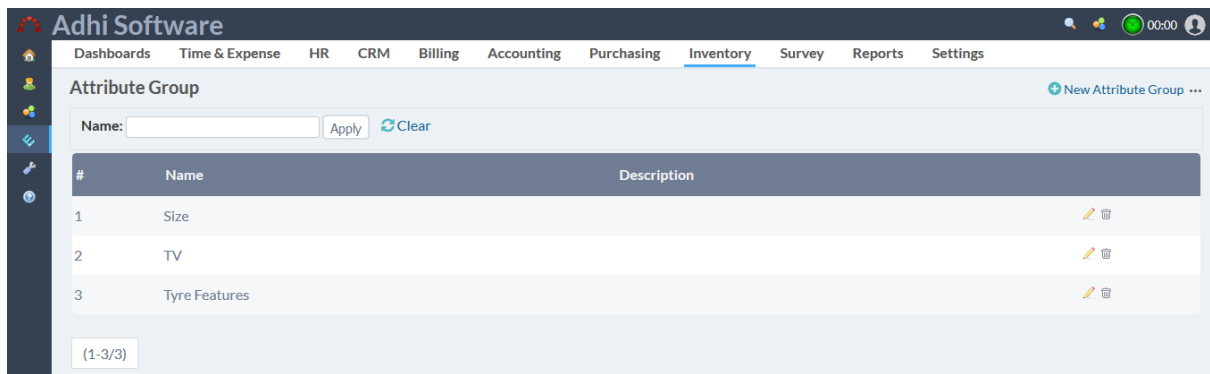 Adhi Software
00:00
Dashboards Time & Expense HR CRM Billing Accounting Purchasing Inventory Survey Reports Settings
Attribute Group
New Attribute Group ...
Name: Apply Clear
# Name Description
1 Size
2 TV
3 Tyre Features
(1-3/3)